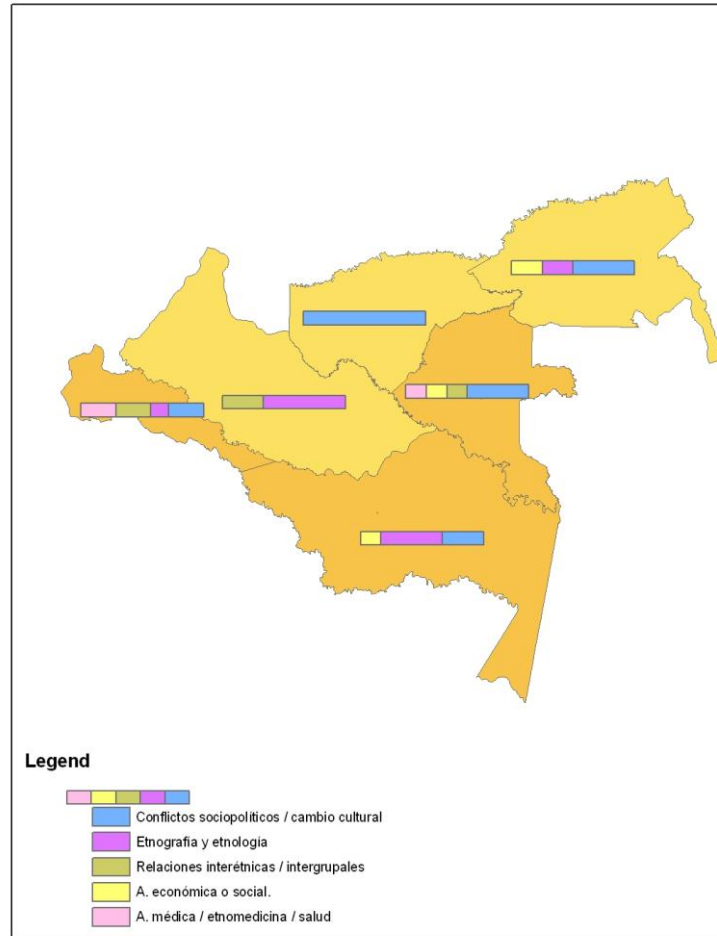 Legend
Conflictos sociopolíticos / cambio cultural
Etnografía y etnología
Relaciones interétnicas / intergrupales
A. económica o social.
A. médica / etnomedicina / salud